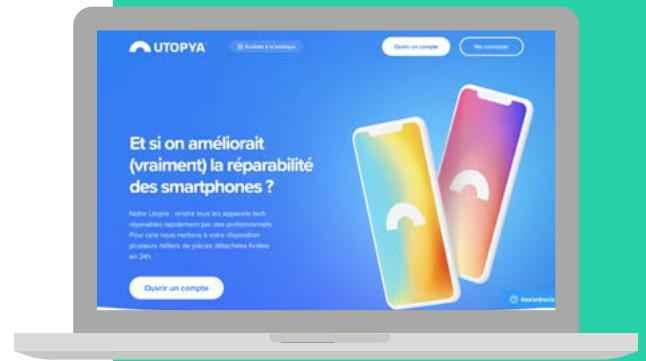 UTOPYA
Accéder à la boutique
Ouvrir un compte
Me connecter
Et si on améliorait
(vraiment) la réparabilité
des smartphones ?
Notre Utopie : rendre tous les appareils tech
réparables rapidement par des professionnels.
Pour cela nous mettons à votre disposition
plusieurs milliers de pièces détachées livrées
en 24h.
Ouvrir un compte
Assistência